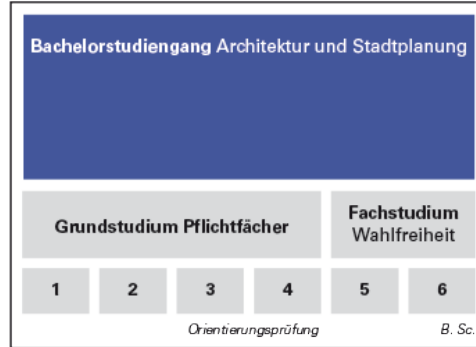 Bachelorstudiengang Architektur und Stadtplanung
Grundstudium Pflichtfächer
Fachstudium
Wahlfreiheit
1 2 3 4 5 6
Orientierungsprüfung B. Sc.